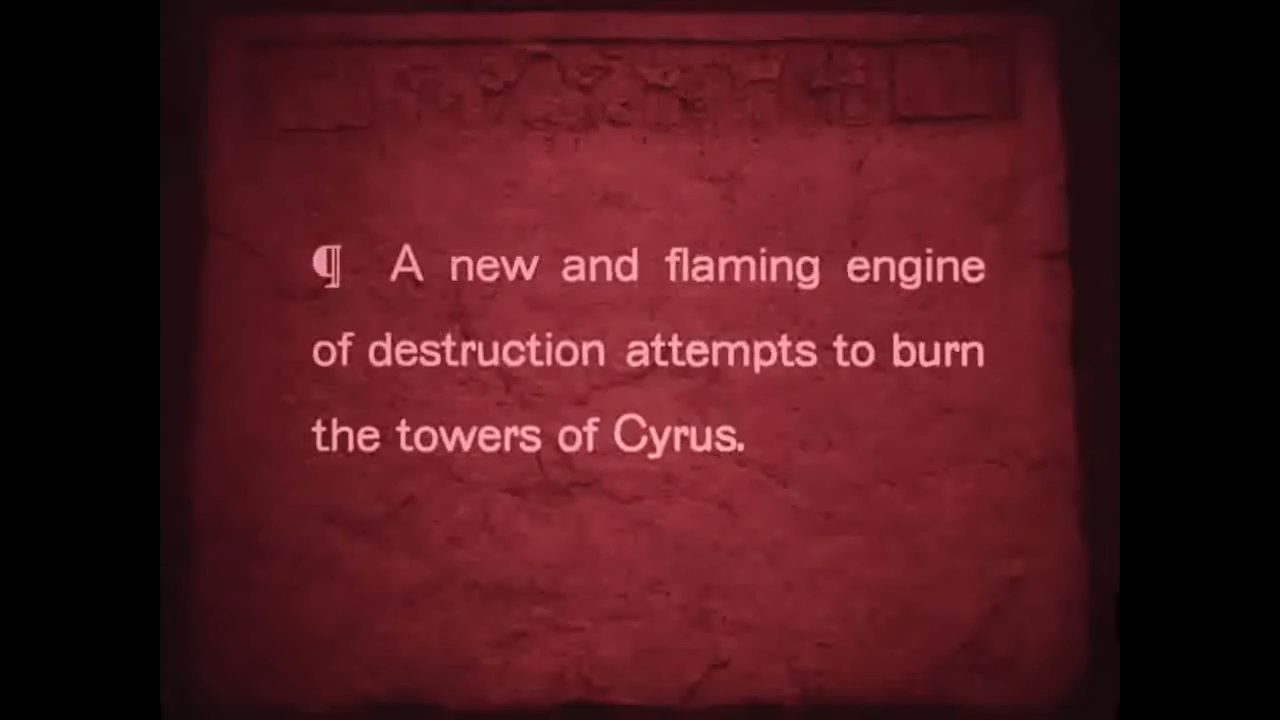 ¶ A new and flaming engine
of destruction attempts to burn
the towers of Cyrus.